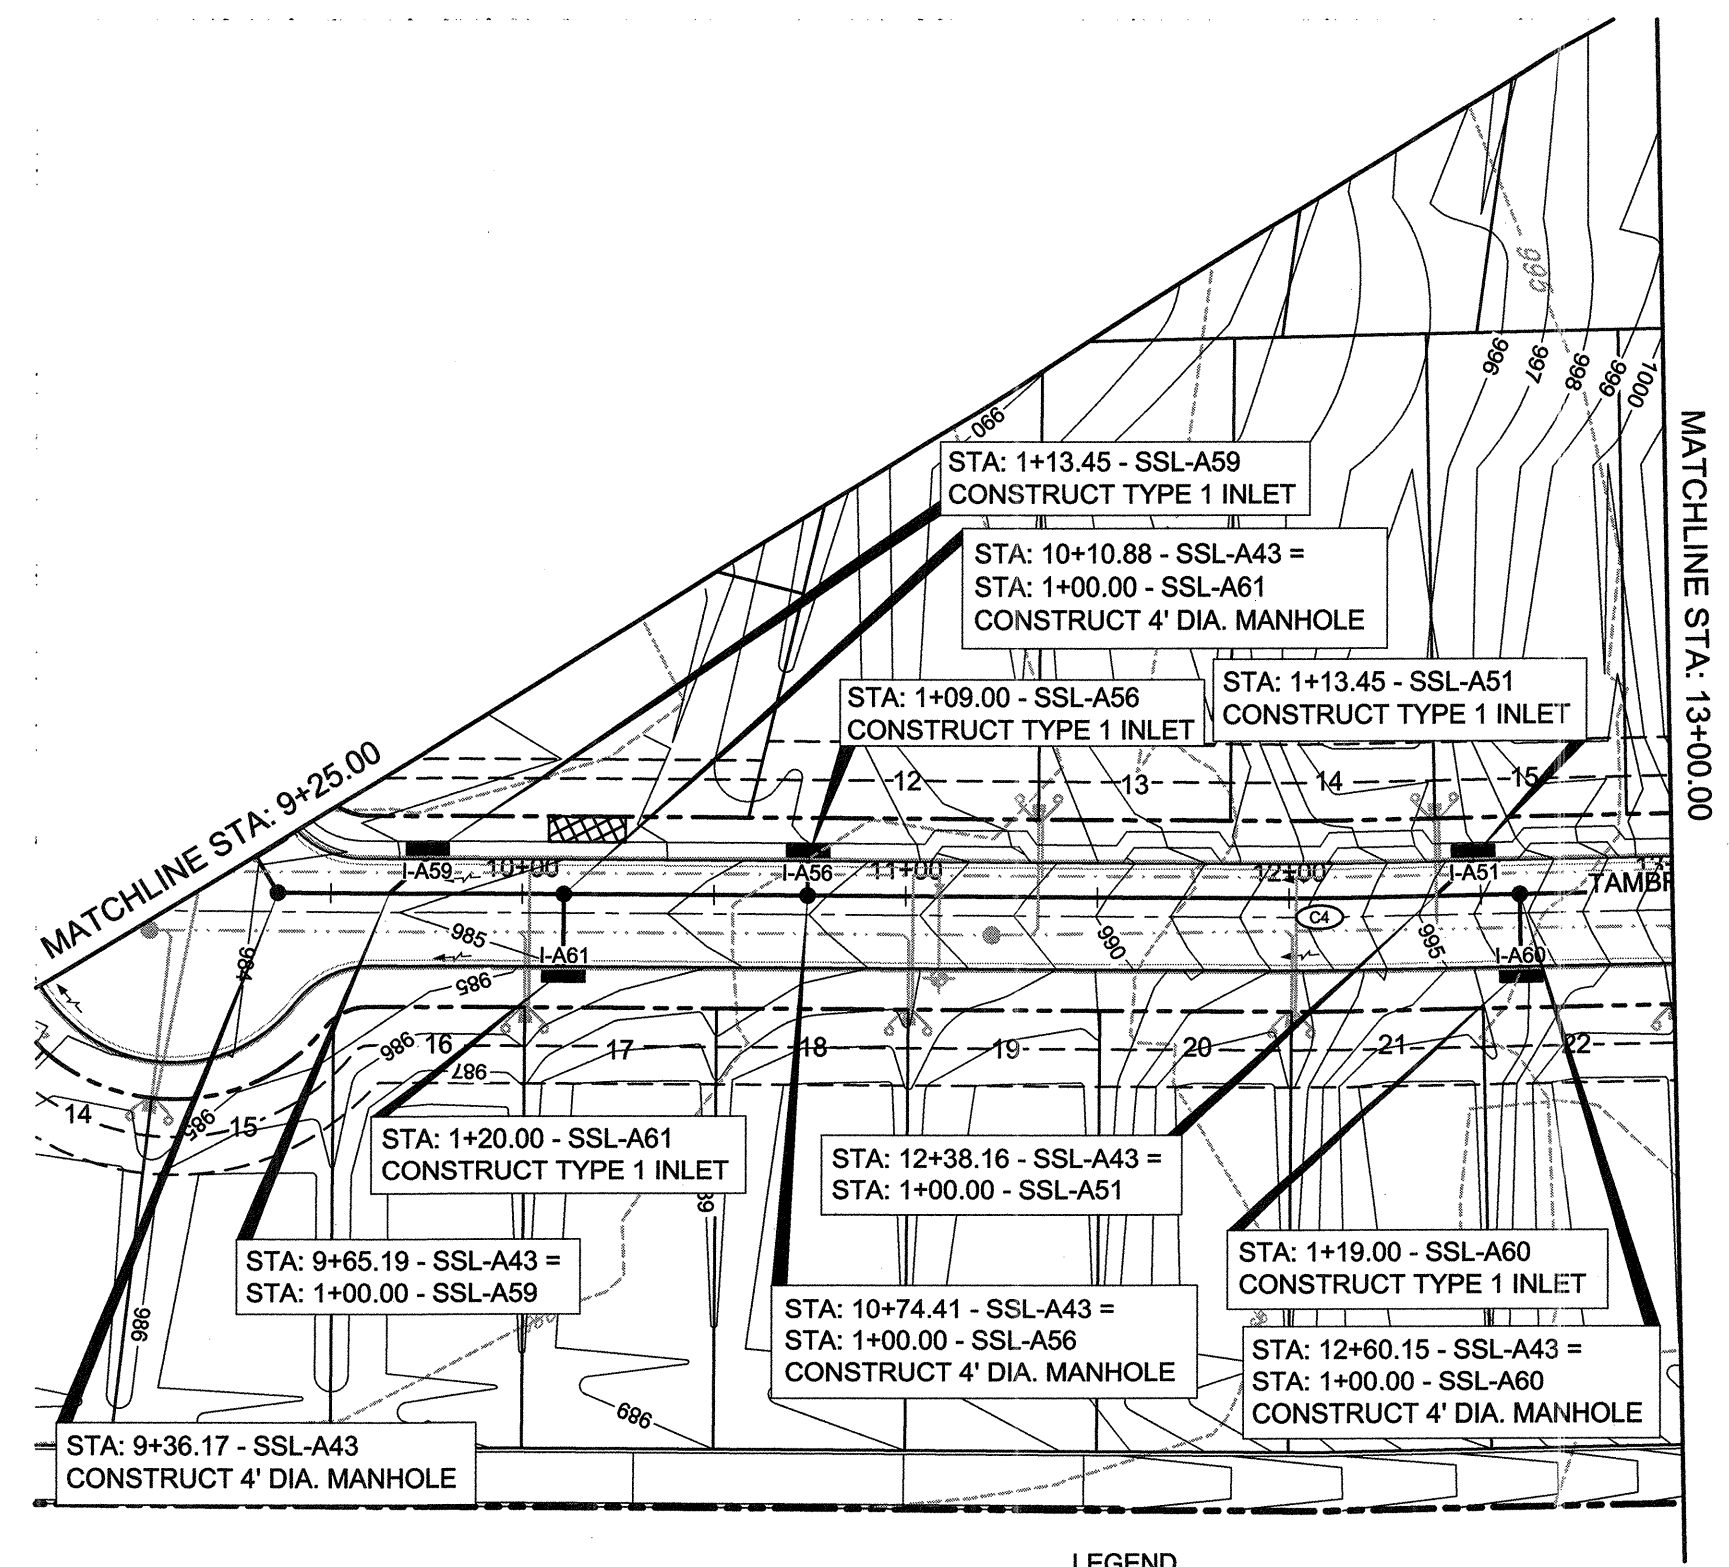 995
996
997
998
999
1000
MATCHLINE STA: 13+00.00
990
STA: 1+13.45 - SSL-A59
CONSTRUCT TYPE 1 INLET
STA: 10+10.88 - SSL-A43 =
STA: 1+00.00 - SSL-A61
CONSTRUCT 4' DIA. MANHOLE
STA: 1+09.00 - SSL-A56
CONSTRUCT TYPE 1 INLET
STA: 1+13.45 - SSL-A51
CONSTRUCT TYPE 1 INLET
MATCHLINE STA: 9+25.00
12
13
14
15
I-A59
10+00
I-A56
11+00
12+00
I-A51
13+
TAMBR
C4
984
985
I-A61
990
995
I-A60
985
986
16
17
18
19
20
21
22
987
14
985
15
STA: 1+20.00 - SSL-A61
CONSTRUCT TYPE 1 INLET
STA: 12+38.16 - SSL-A43 =
STA: 1+00.00 - SSL-A51
STA: 9+65.19 - SSL-A43 =
STA: 1+00.00 - SSL-A59
STA: 1+19.00 - SSL-A60
CONSTRUCT TYPE 1 INLET
986
STA: 10+74.41 - SSL-A43 =
STA: 1+00.00 - SSL-A56
CONSTRUCT 4' DIA. MANHOLE
STA: 12+60.15 - SSL-A43 =
STA: 1+00.00 - SSL-A60
CONSTRUCT 4' DIA. MANHOLE
989
STA: 9+36.17 - SSL-A43
CONSTRUCT 4' DIA. MANHOLE
LEGEND